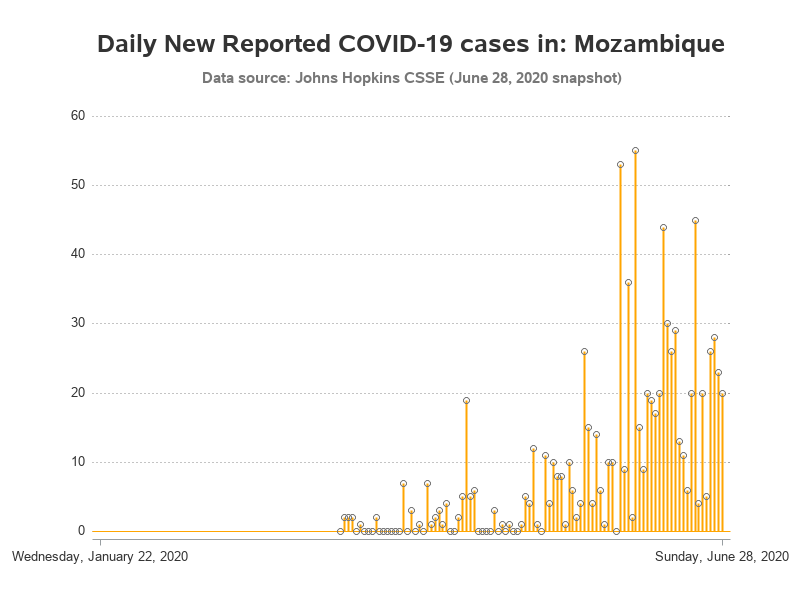 Daily New Reported COVID-19 cases in: Mozambique
Data source: Johns Hopkins CSSE (June 28, 2020 snapshot)
60
50
40
30
20
10
0
Wednesday, January 22, 2020
Sunday, June 28, 2020